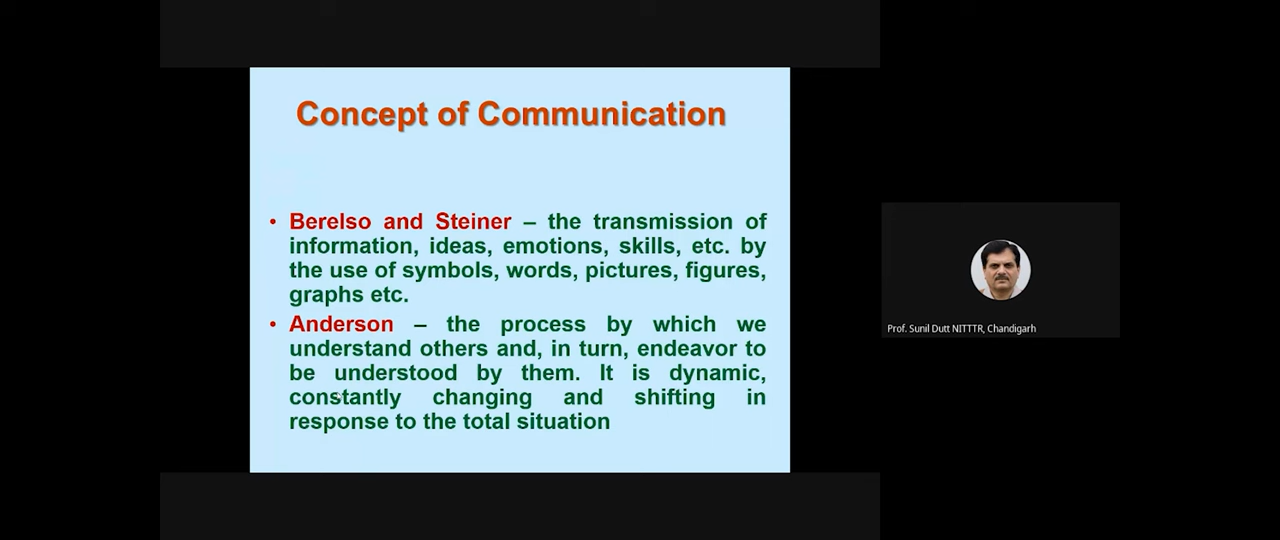 Concept of Communication
• Berelso and Steiner – the transmission of
information, ideas, emotions, skills, etc. by
the use of symbols, words, pictures, figures,
graphs etc.
• Anderson – the process by which we
understand others and, in turn, endeavor to
be understood by them. It is dynamic,
constantly changing and shifting in
response to the total situation
Prof. Sunil Dutt NITTTR, Chandigarh